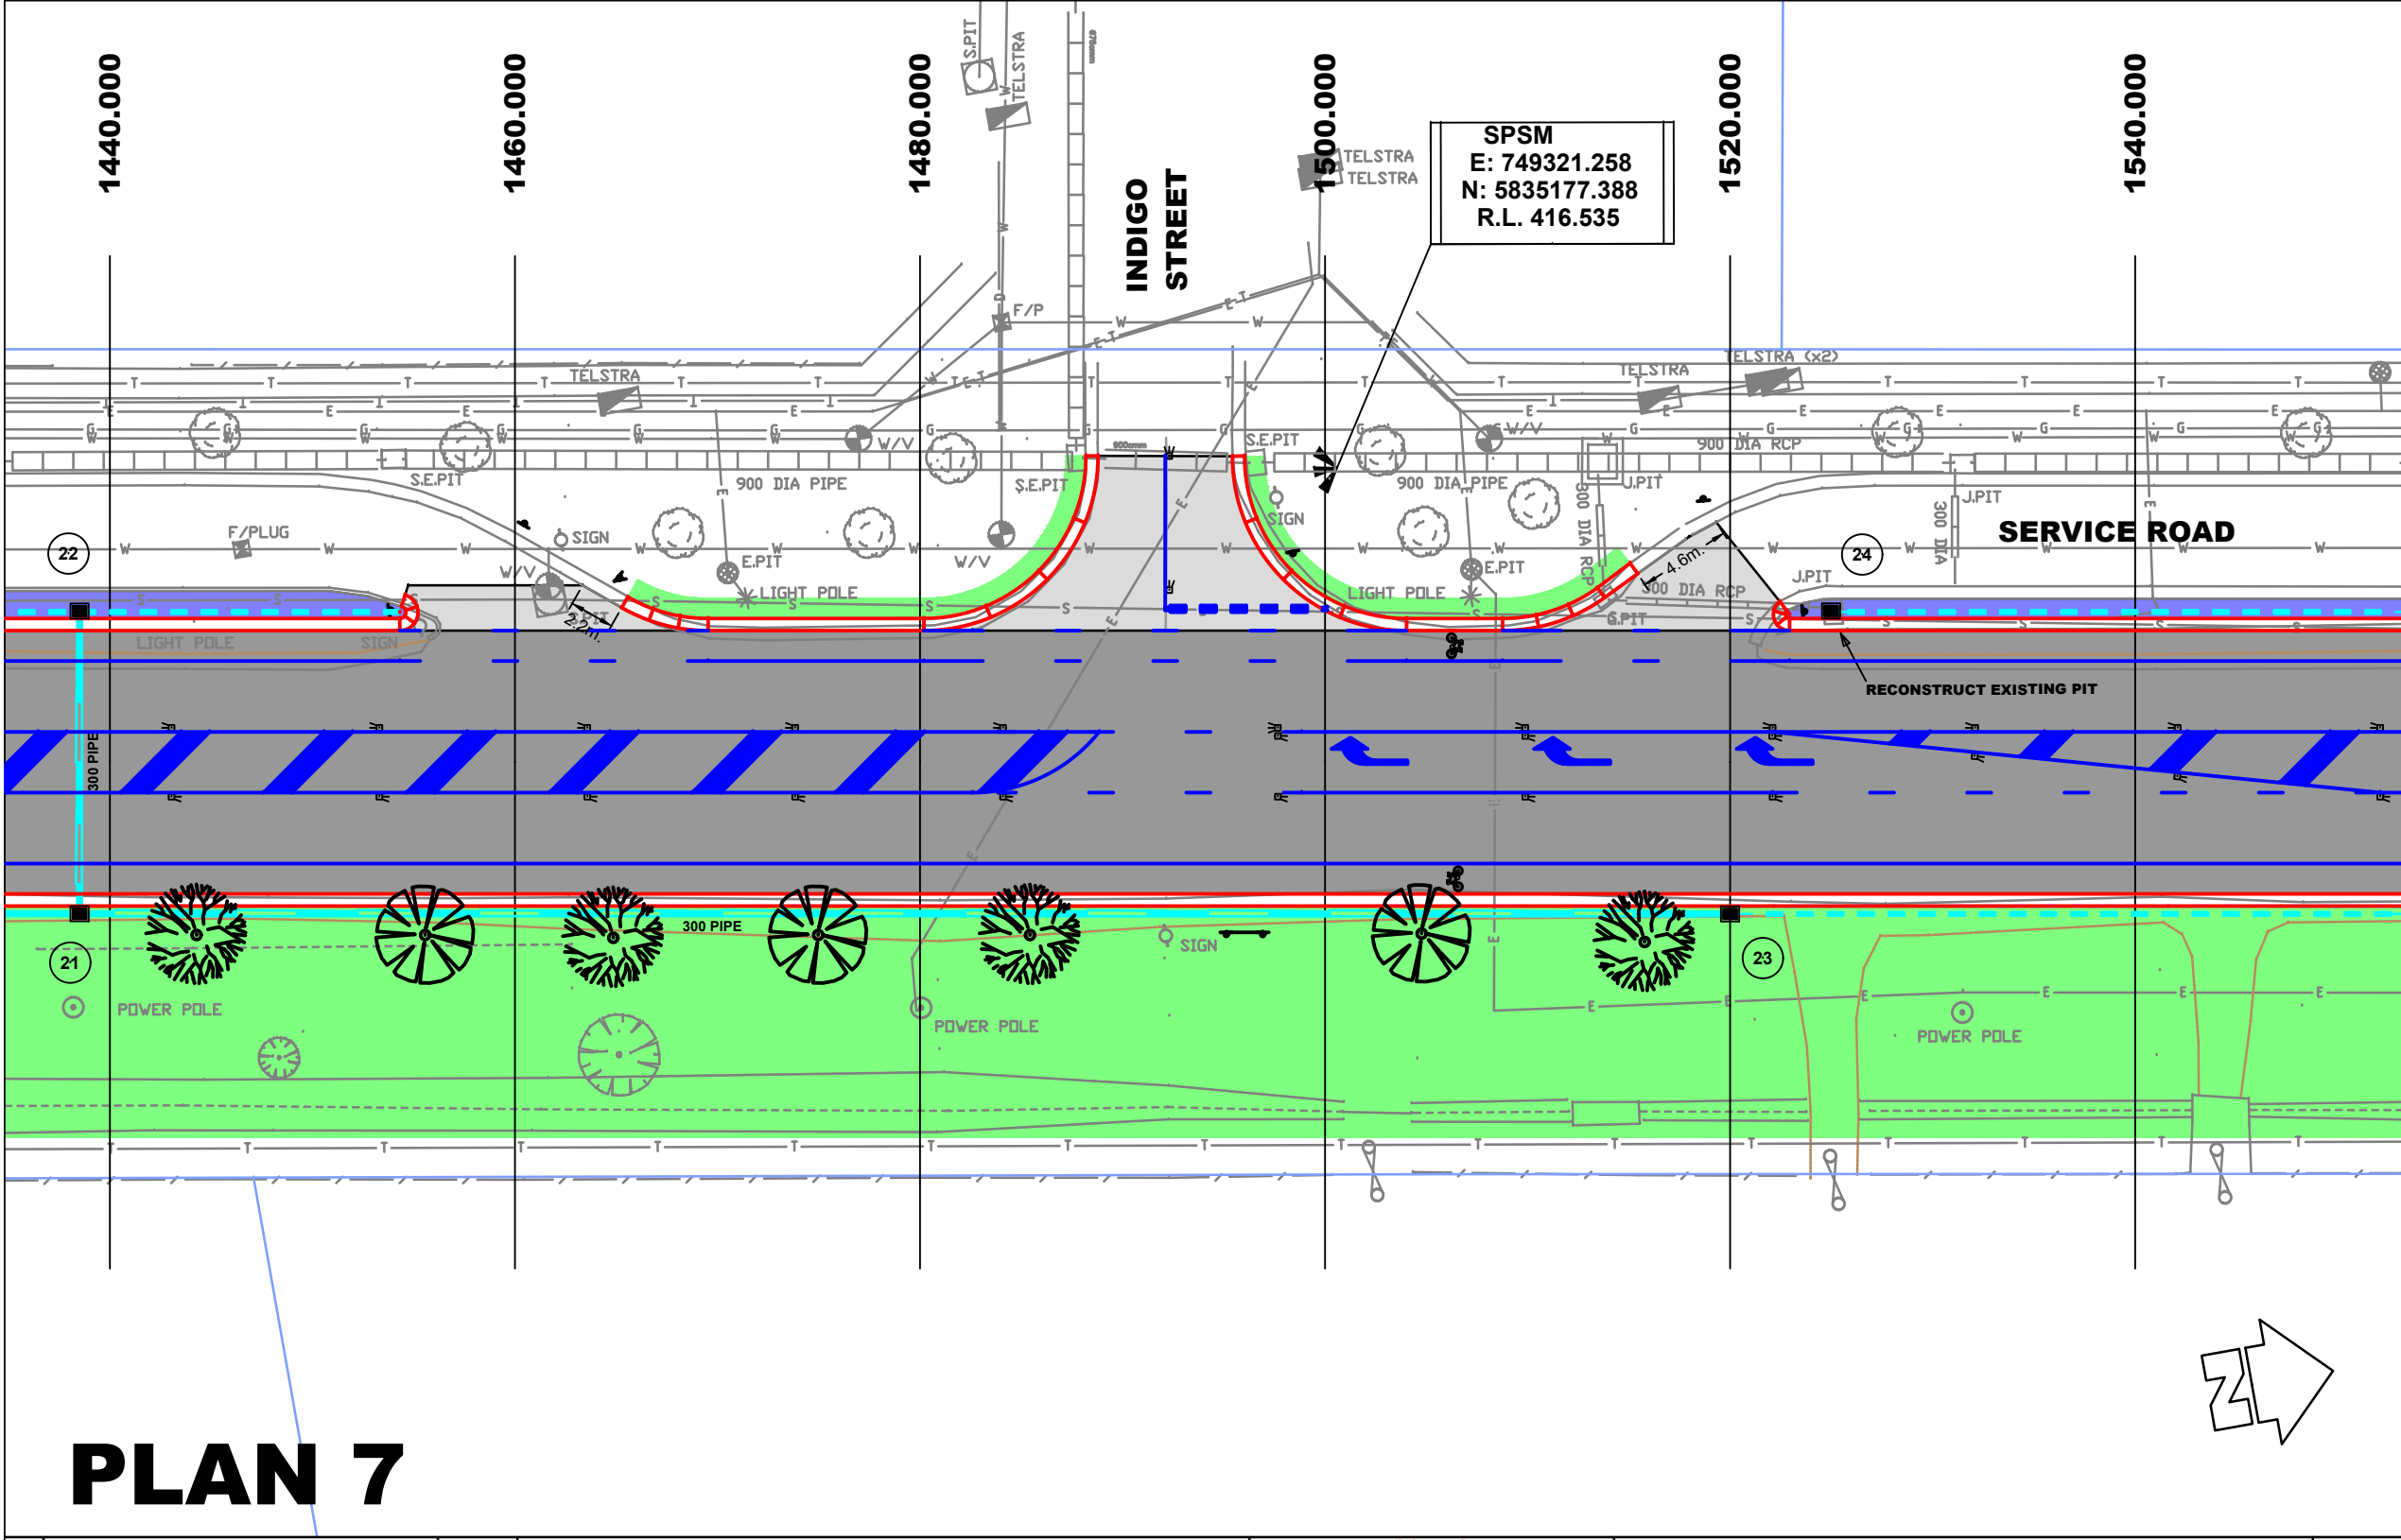 1440.000
1460.000
1480.000
1500.000
1520.000
1540.000
S.PIT
TELSTRA
675mm
INDIGO
STREET
TELSTRA
TELSTRA
SPSM
E: 749321.258
N: 5835177.388
R.L. 416.535
F/P
TELSTRA
TELSTRA
TELSTRA (x2)
W/V
W/V
S.E.PIT
900 DIA PIPE
S.E.PIT
S.E.PIT
900 DIA PIPE
J.PIT
900 DIA RCP
J.PIT
300 DIA RCP
300 DIA
SERVICE ROAD
22
F/PLUG
SIGN
SIGN
W/V
E.PIT
LIGHT POLE
W/V
LIGHT POLE
E.PIT
4.6m.
2.2m.
300 DIA RCP
J.PIT
24
S.PIT
LIGHT POLE
SIGN
RECONSTRUCT EXISTING PIT
300 PIPE
300 PIPE
21
SIGN
23
POWER POLE
POWER POLE
POWER POLE
N
PLAN 7